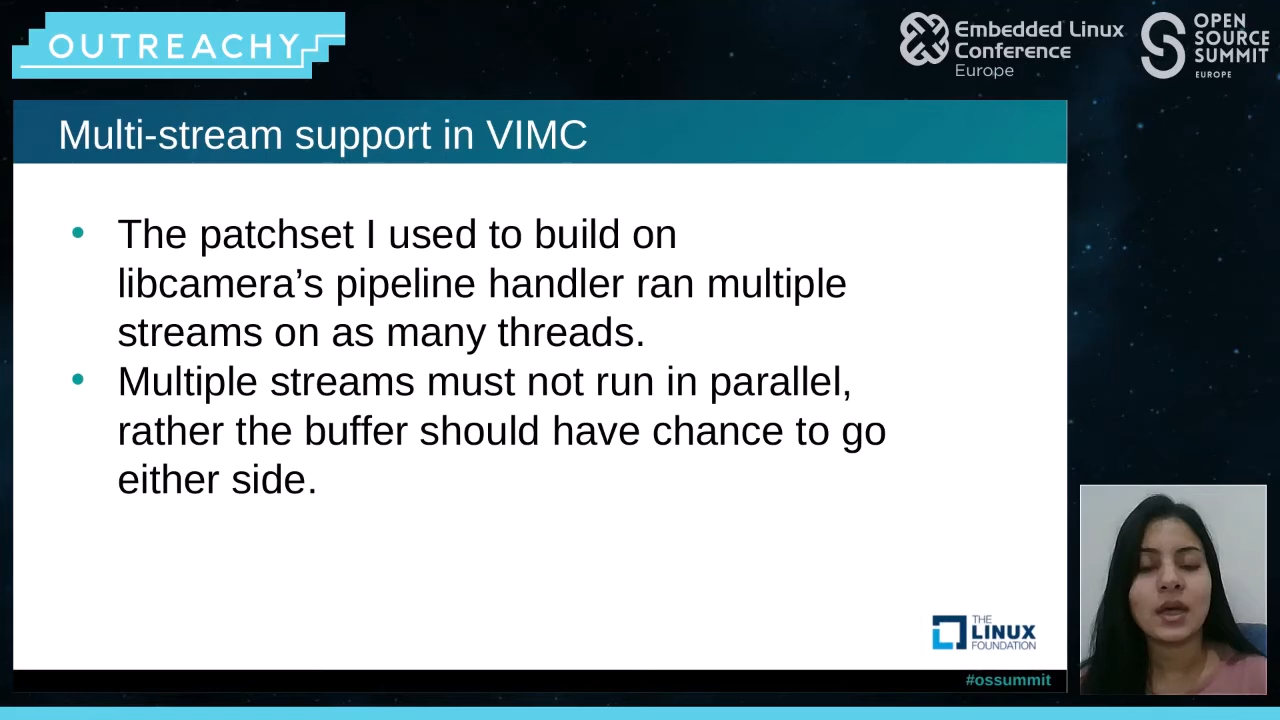 OUTREACHY
Embedded Linux
Conference
Europe
OPEN
SOURCE
SUMMIT
EUROPE
Multi-stream support in VIMC
• The patchset I used to build on
libcamera’s pipeline handler ran multiple
streams on as many threads.
• Multiple streams must not run in parallel,
rather the buffer should have chance to go
either side.
THE
LINUX
FOUNDATION
#ossummit